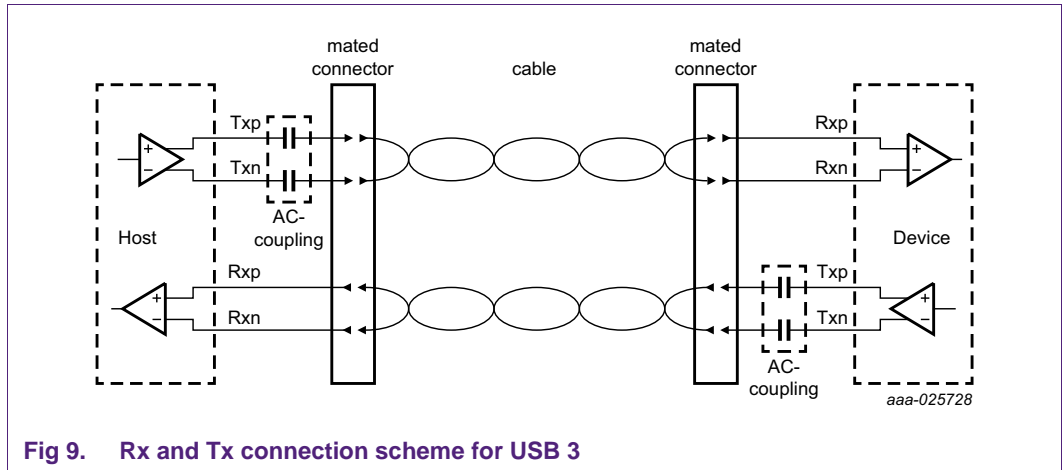 mated
connector
cable
mated
connector
Txp
Txn
AC-
coupling
Rxp
Rxn
Host
Device
Rxp
Rxn
Txp
Txn
AC-
coupling
+
−
+
−
+
−
+
−
aaa-025728
Fig 9. Rx and Tx connection scheme for USB 3